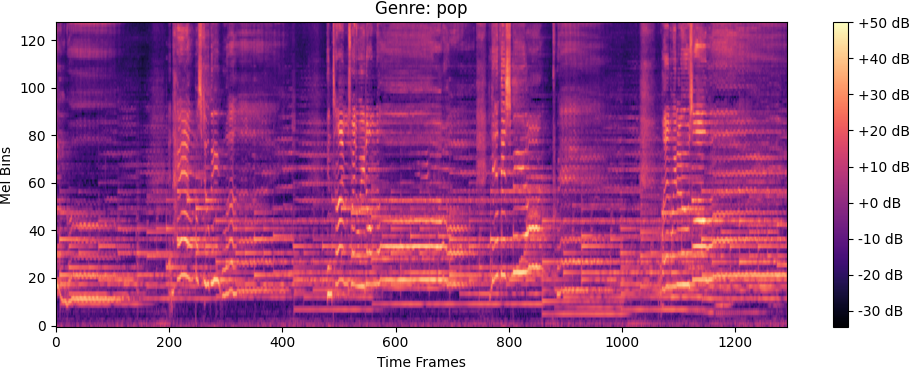 Genre: pop
Mel Bins
120
100
80
60
40
20
0
0 200 400 600 800 1000 1200
Time Frames
+50 dB
+40 dB
+30 dB
+20 dB
+10 dB
+0 dB
-10 dB
-20 dB
-30 dB